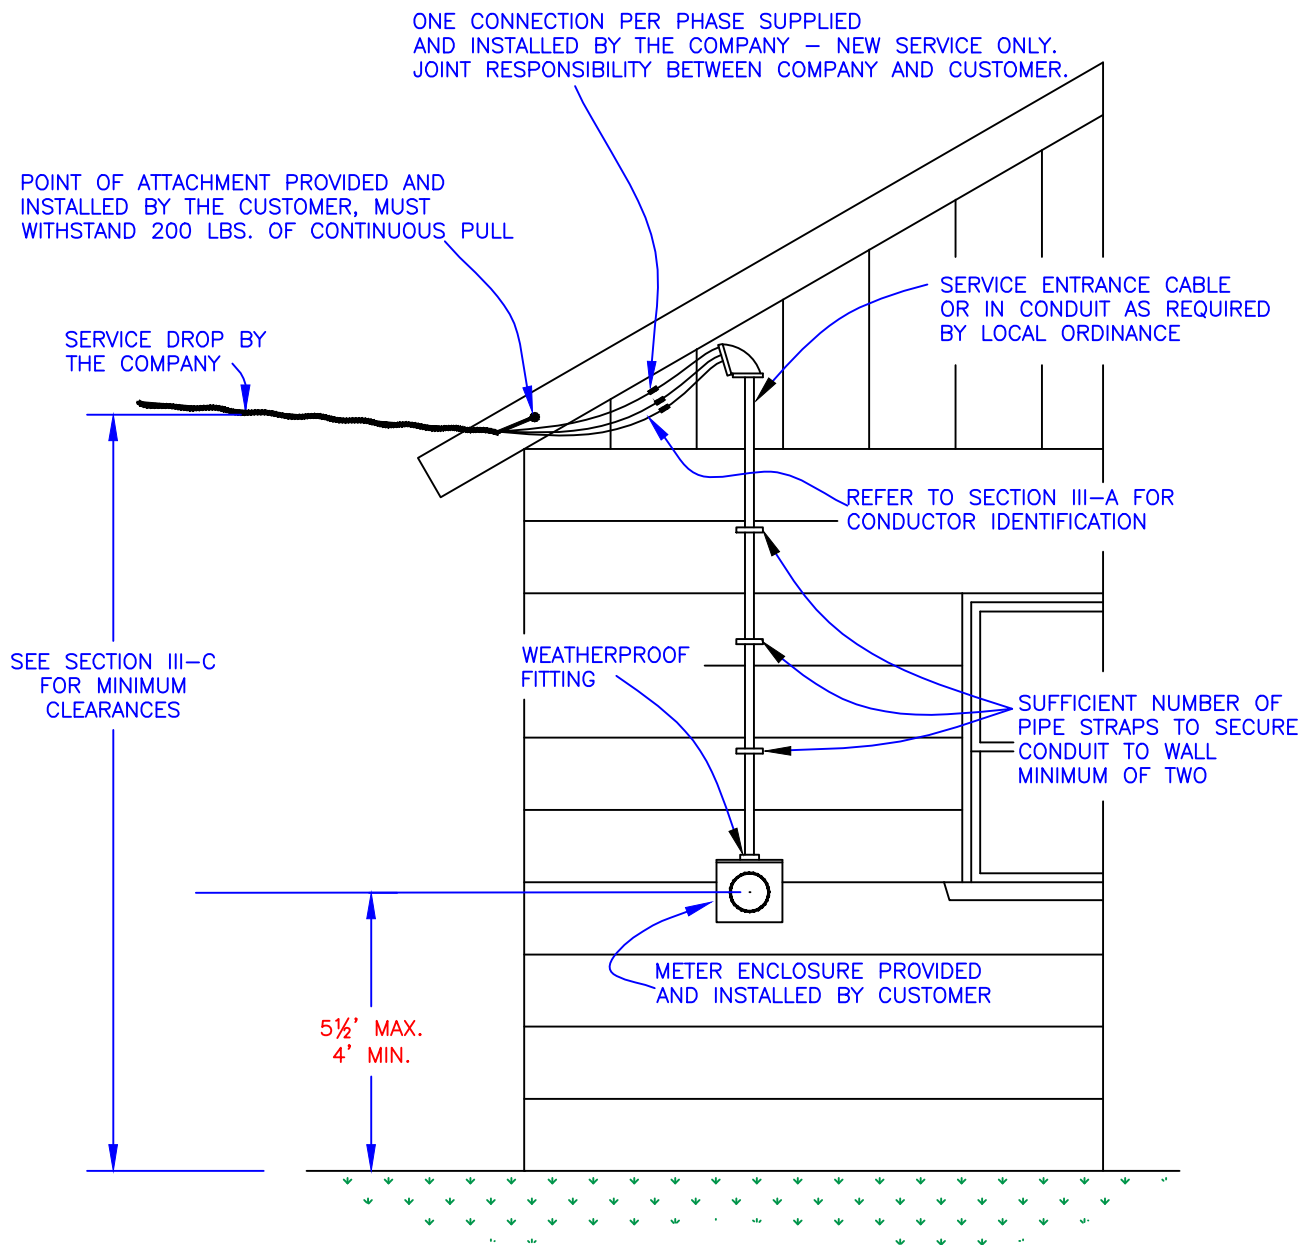 ONE CONNECTION PER PHASE SUPPLIED
AND INSTALLED BY THE COMPANY – NEW SERVICE ONLY.
JOINT RESPONSIBILITY BETWEEN COMPANY AND CUSTOMER.
POINT OF ATTACHMENT PROVIDED AND
INSTALLED BY THE CUSTOMER, MUST
WITHSTAND 200 LBS. OF CONTINUOUS PULL
SERVICE ENTRANCE CABLE
OR IN CONDUIT AS REQUIRED
BY LOCAL ORDINANCE
SERVICE DROP BY
THE COMPANY
REFER TO SECTION III–A FOR
CONDUCTOR IDENTIFICATION
SEE SECTION III–C
FOR MINIMUM
CLEARANCES
WEATHERPROOF
FITTING
SUFFICIENT NUMBER OF
PIPE STRAPS TO SECURE
CONDUIT TO WALL
MINIMUM OF TWO
METER ENCLOSURE PROVIDED
AND INSTALLED BY CUSTOMER
5½' MAX.
4' MIN.